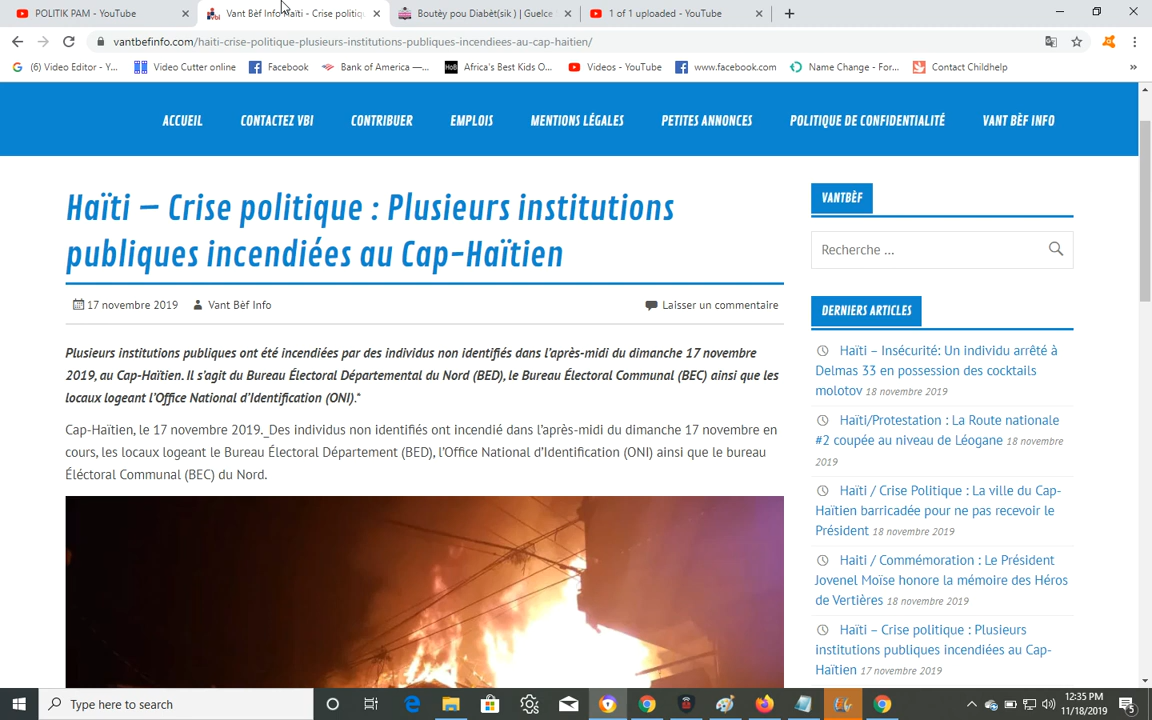 POLITIK PAM - YouTube
Vant Bèf Info Haïti - Crise politiqu
Boutèy pou Diabèt(sik ) | Guelce
1 of 1 uploaded - YouTube
vantbefinfo.com/haiti-crise-politique-plusieurs-institutions-publiques-incendiees-au-cap-haitien/
(6) Video Editor - Y...
Video Cutter online
Facebook
Bank of America —...
HoB
Africa's Best Kids O...
Videos - YouTube
www.facebook.com
Name Change - For...
Contact Childhelp
ACCUEIL
CONTACTEZ VBI
CONTRIBUER
EMPLOIS
MENTIONS LÉGALES
PETITES ANNONCES
POLITIQUE DE CONFIDENTIALITÉ
VANT BÈF INFO
Haïti – Crise politique : Plusieurs institutions
publiques incendiées au Cap-Haïtien
17 novembre 2019
Vant Bèf Info
Laisser un commentaire
Plusieurs institutions publiques ont été incendiées par des individus non identifiés dans l'après-midi du dimanche 17 novembre
2019, au Cap-Haïtien. Il s'agit du Bureau Électoral Départemental du Nord (BED), le Bureau Électoral Communal (BEC) ainsi que les
locaux logeant l'Office National d'Identification (ONI).*
Cap-Haïtien, le 17 novembre 2019._Des individus non identifiés ont incendié dans l'après-midi du dimanche 17 novembre en
cours, les locaux logeant le Bureau Électoral Département (BED), l'Office National d'Identification (ONI) ainsi que le bureau
Éléctoral Communal (BEC) du Nord.
VANTBÈF
Recherche …
DERNIERS ARTICLES
Haïti – Insécurité: Un individu arrêté à
Delmas 33 en possession des cocktails
molotov 18 novembre 2019
Haïti/Protestation : La Route nationale
#2 coupée au niveau de Léogane 18 novembre
2019
Haïti / Crise Politique : La ville du Cap-
Haïtien barricadée pour ne pas recevoir le
Président 18 novembre 2019
Haiti / Commémoration : Le Président
Jovenel Moïse honore la mémoire des Héros
de Vertières 18 novembre 2019
Haïti – Crise politique : Plusieurs
institutions publiques incendiées au Cap-
Haïtien 17 novembre 2019
Type here to search
12:35 PM
11/18/2019
5